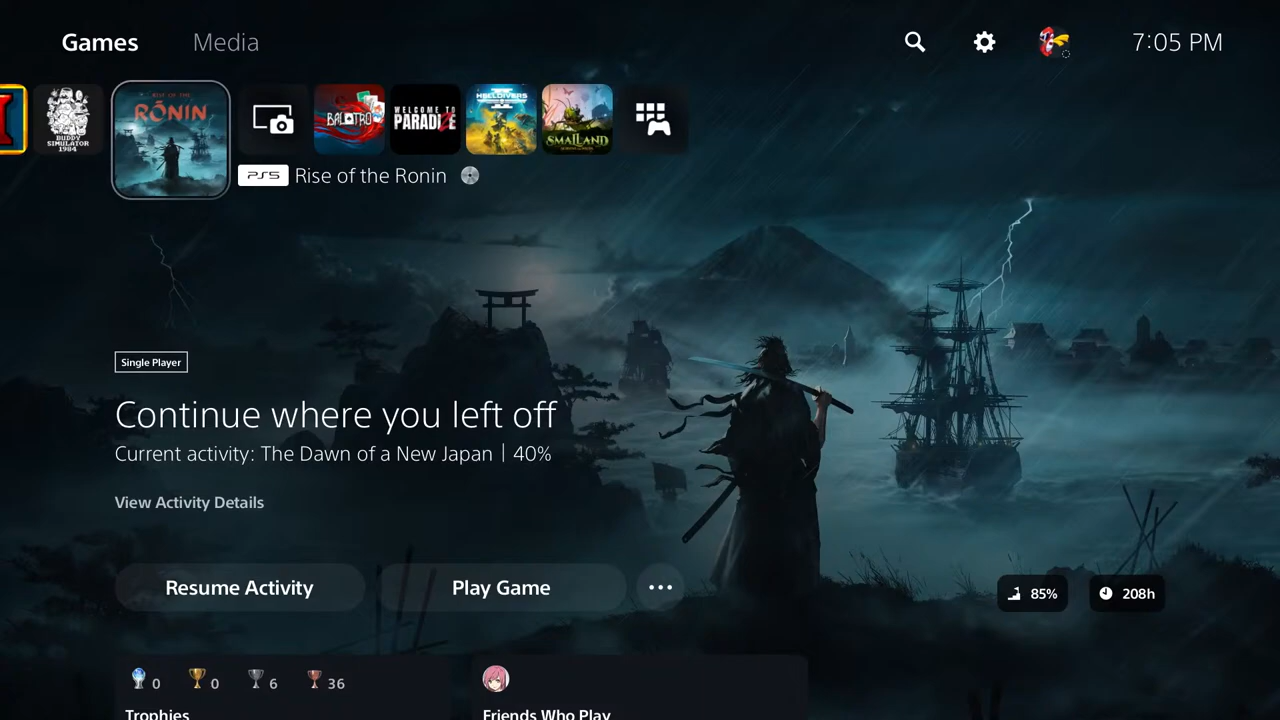 Games
Media
7:05 PM
BUDDY
SIMULATOR
1984
RISE OF THE
RŌNIN
BALATRO
WELCOME TO
PARADIZE
HELLDIVERS
II
SMALLAND
PS5 Rise of the Ronin
Single Player
Continue where you left off
Current activity: The Dawn of a New Japan | 40%
View Activity Details
Resume Activity
Play Game
85%
208h
0
0
6
36
Trophies
Friends Who Play